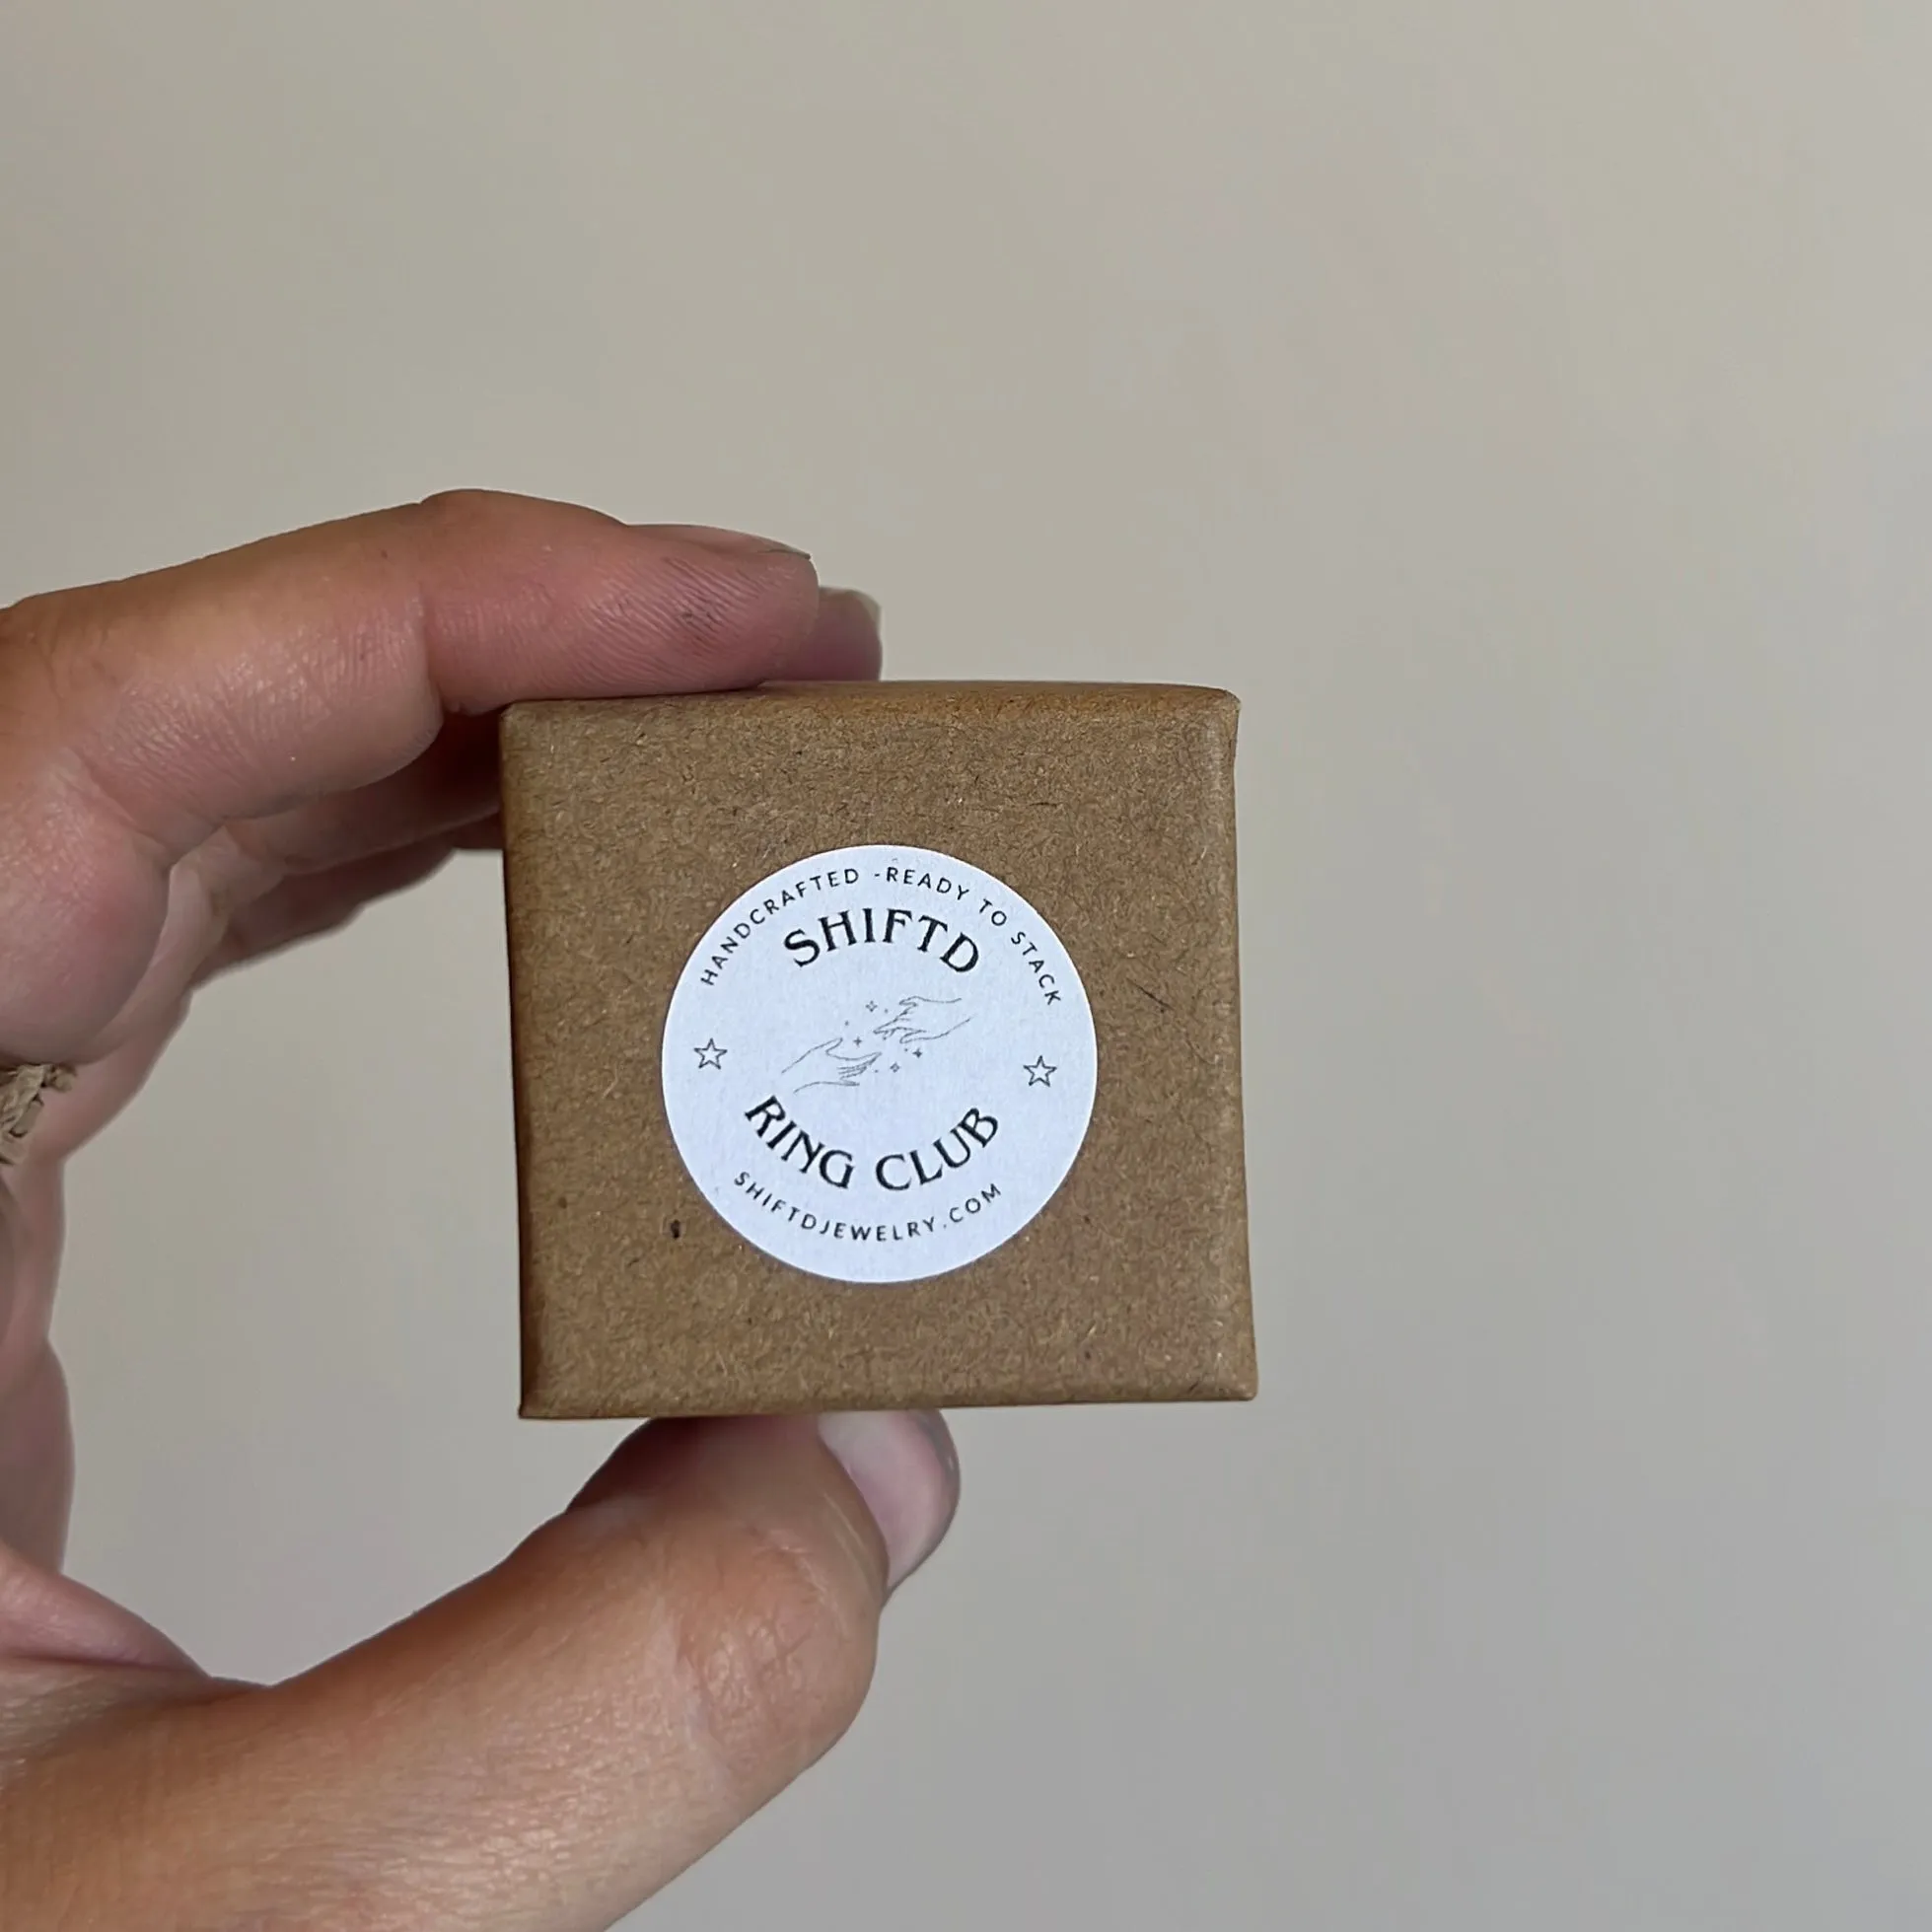 HANDCRAFTED -READY TO STACK
SHIFTD
RING CLUB
SHIFTDJEWELRY.COM